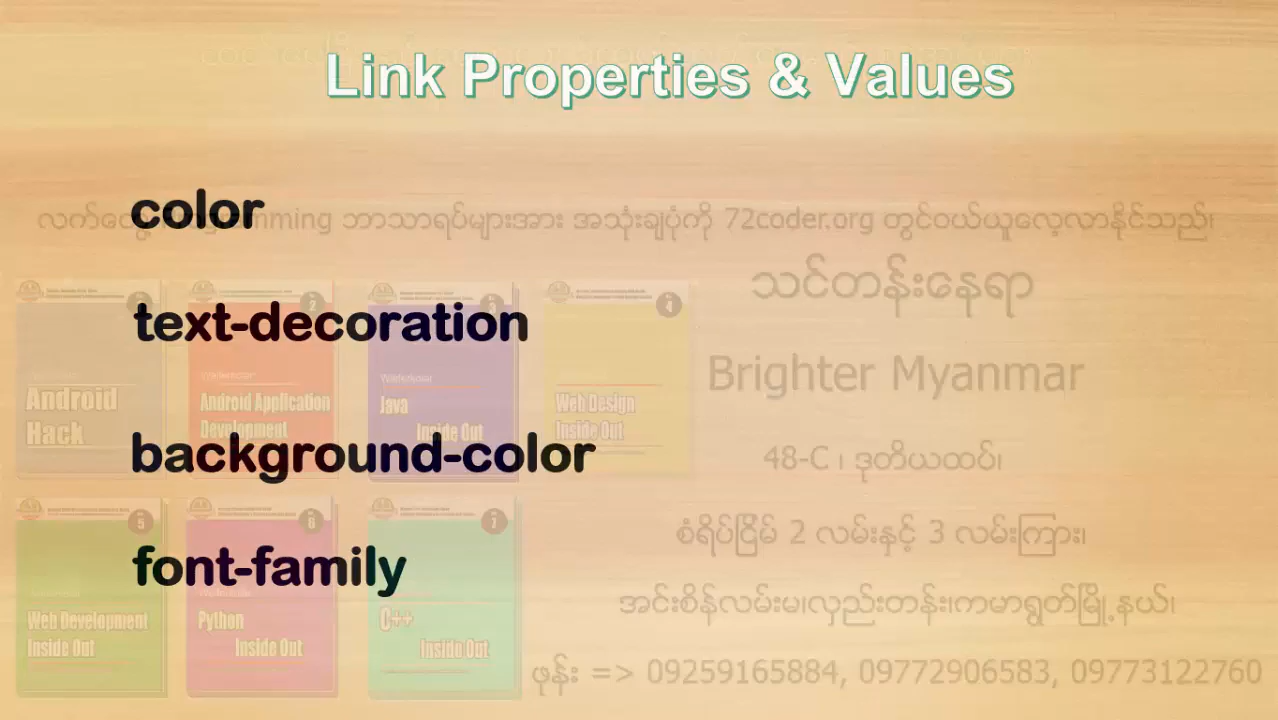 Link Properties & Values
color
ဘာသာရပ်များအား အသုံးချပုံကို 72coder.org တွင်ဝယ်ယူလေ့လာနိုင်သည်၊
သင်တန်းနေရာ
text-decoration
Brighter Myanmar
Android Hack
Android Application Development
Java Inside Out
Web Design Inside Out
background-color
48-C ၊ ဒုတိယထပ်၊
စံရိပ်ငြိမ် 2 လမ်းနှင့် 3 လမ်းကြား၊
font-family
အင်းစိန်လမ်းမ၊လှည်းတန်း၊ကမာရွတ်မြို့နယ်၊
Web Development Inside Out
Python Inside Out
C++ Inside Out
ဖုန်း => 09259165884, 09772906583, 09773122760